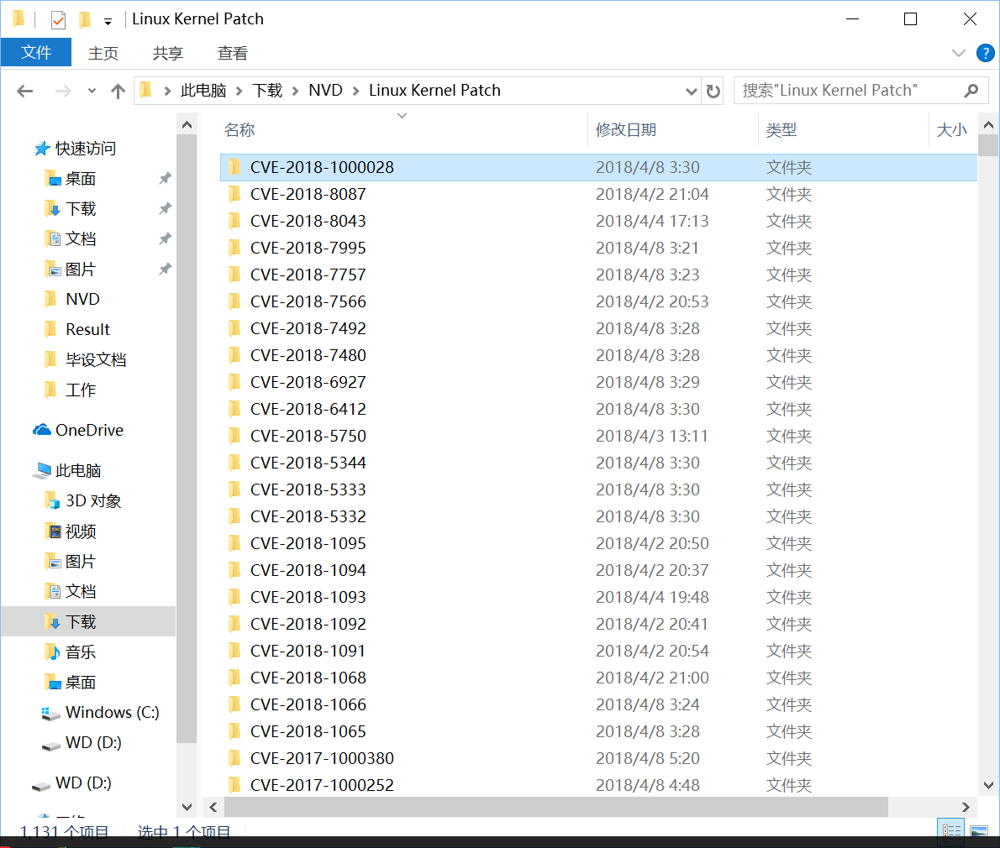 Linux Kernel Patch
文件 主页 共享 查看
此电脑 下载 NVD Linux Kernel Patch
搜索"Linux Kernel Patch"
快速访问
桌面
下载
文档
图片
NVD
Result
毕设文档
工作
OneDrive
此电脑
3D 对象
视频
图片
文档
下载
音乐
桌面
Windows (C:)
WD (D:)
WD (D:)
名称 修改日期 类型 大小
CVE-2018-1000028 2018/4/8 3:30 文件夹
CVE-2018-8087 2018/4/2 21:04 文件夹
CVE-2018-8043 2018/4/4 17:13 文件夹
CVE-2018-7995 2018/4/8 3:21 文件夹
CVE-2018-7757 2018/4/8 3:23 文件夹
CVE-2018-7566 2018/4/2 20:53 文件夹
CVE-2018-7492 2018/4/8 3:28 文件夹
CVE-2018-7480 2018/4/8 3:28 文件夹
CVE-2018-6927 2018/4/8 3:29 文件夹
CVE-2018-6412 2018/4/8 3:30 文件夹
CVE-2018-5750 2018/4/3 13:11 文件夹
CVE-2018-5344 2018/4/8 3:30 文件夹
CVE-2018-5333 2018/4/8 3:30 文件夹
CVE-2018-5332 2018/4/8 3:30 文件夹
CVE-2018-1095 2018/4/2 20:50 文件夹
CVE-2018-1094 2018/4/2 20:37 文件夹
CVE-2018-1093 2018/4/4 19:48 文件夹
CVE-2018-1092 2018/4/2 20:41 文件夹
CVE-2018-1091 2018/4/2 20:54 文件夹
CVE-2018-1068 2018/4/2 21:00 文件夹
CVE-2018-1066 2018/4/8 3:24 文件夹
CVE-2018-1065 2018/4/8 3:28 文件夹
CVE-2017-1000380 2018/4/8 5:20 文件夹
CVE-2017-1000252 2018/4/8 4:48 文件夹
1,131 个项目 选中 1 个项目